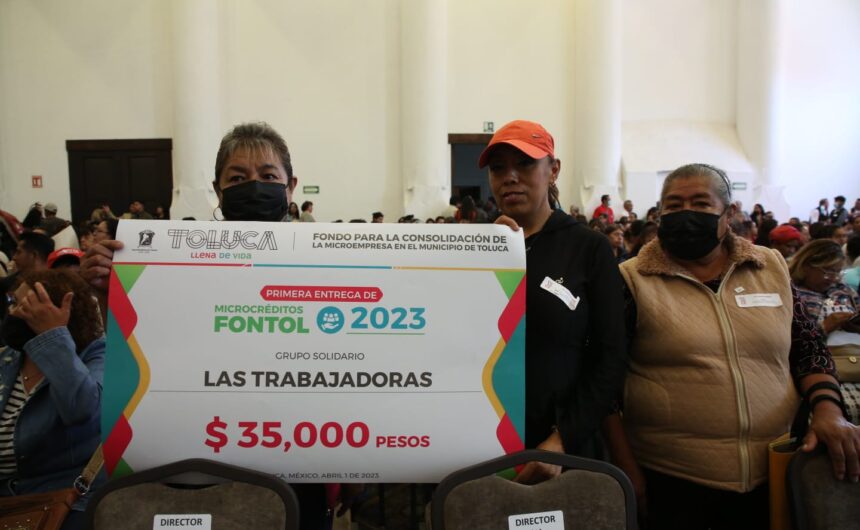 TOLUCA
LLENA DE VIDA
FONDO PARA LA CONSOLIDACIÓN DE
LA MICROEMPRESA EN EL MUNICIPIO DE TOLUCA
PRIMERA ENTREGA DE
MICROCRÉDITOS
FONTOL 2023
GRUPO SOLIDARIO
LAS TRABAJADORAS
$ 35,000 PESOS
MÉXICO, ABRIL 1 DE 2023
DIRECTOR
DIRECTOR